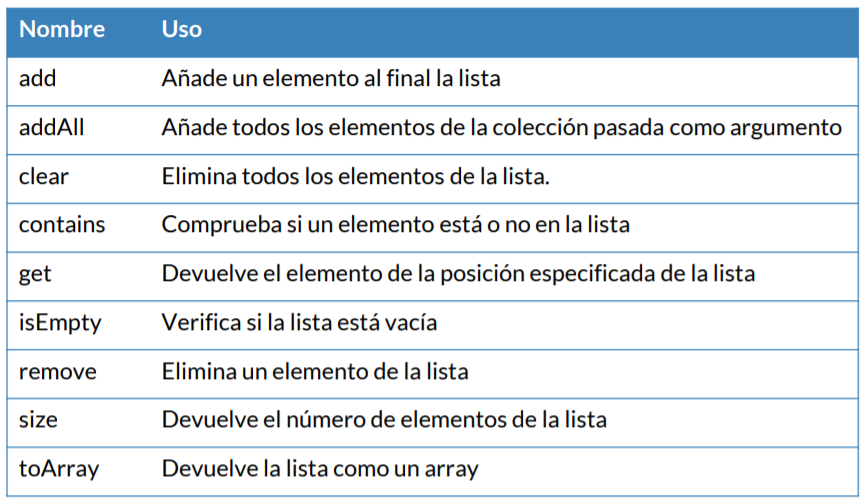 Nombre Uso
add Añade un elemento al final la lista
addAll Añade todos los elementos de la colección pasada como argumento
clear Elimina todos los elementos de la lista.
contains Comprueba si un elemento está o no en la lista
get Devuelve el elemento de la posición especificada de la lista
isEmpty Verifica si la lista está vacía
remove Elimina un elemento de la lista
size Devuelve el número de elementos de la lista
toArray Devuelve la lista como un array